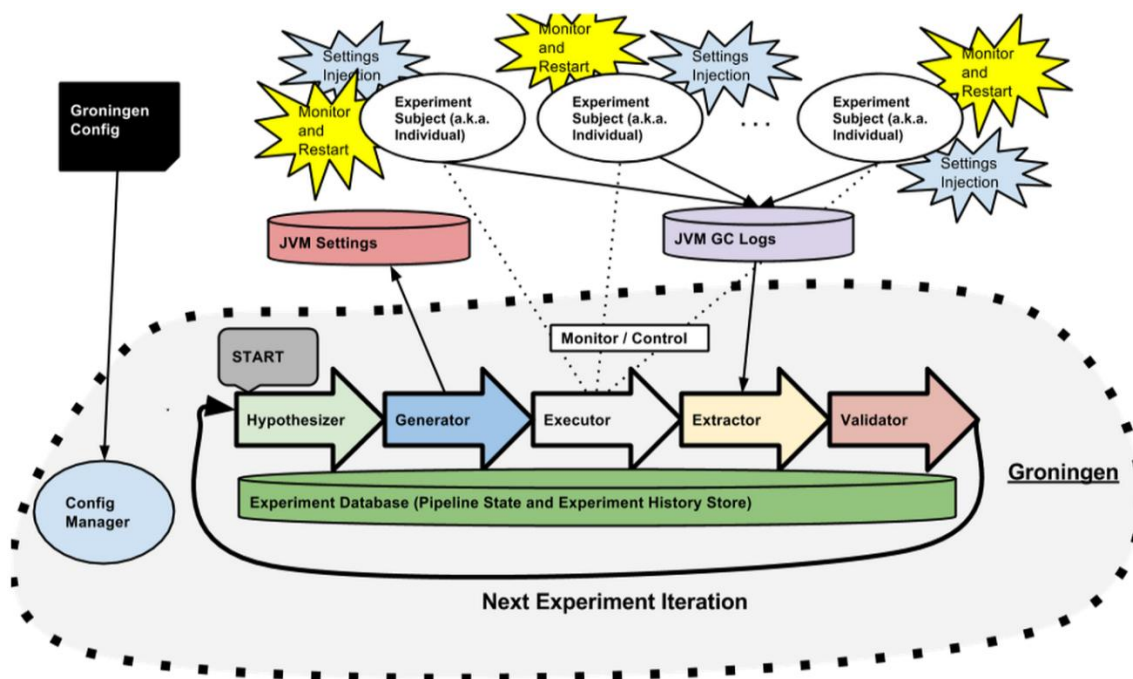 Settings
Injection
Monitor
and
Restart
Settings
Injection
Monitor
and
Restart
Groningen
Config
Monitor
and
Restart
Experiment
Subject (a.k.a.
Individual)
Experiment
Subject (a.k.a.
Individual)
...
Experiment
Subject (a.k.a.
Individual)
Settings
Injection
JVM Settings
JVM GC Logs
Monitor / Control
START
Hypothesizer
Generator
Executor
Extractor
Validator
Groningen
Config
Manager
Experiment Database (Pipeline State and Experiment History Store)
Next Experiment Iteration